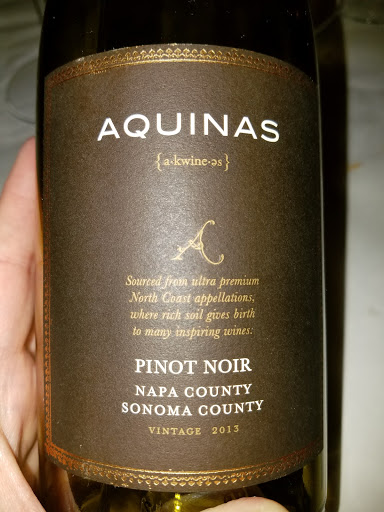 AQUINAS
{a·kwine·əs}
A
Sourced from ultra premium
North Coast appellations,
where rich soil gives birth
to many inspiring wines:
PINOT NOIR
NAPA COUNTY
SONOMA COUNTY
VINTAGE 2013